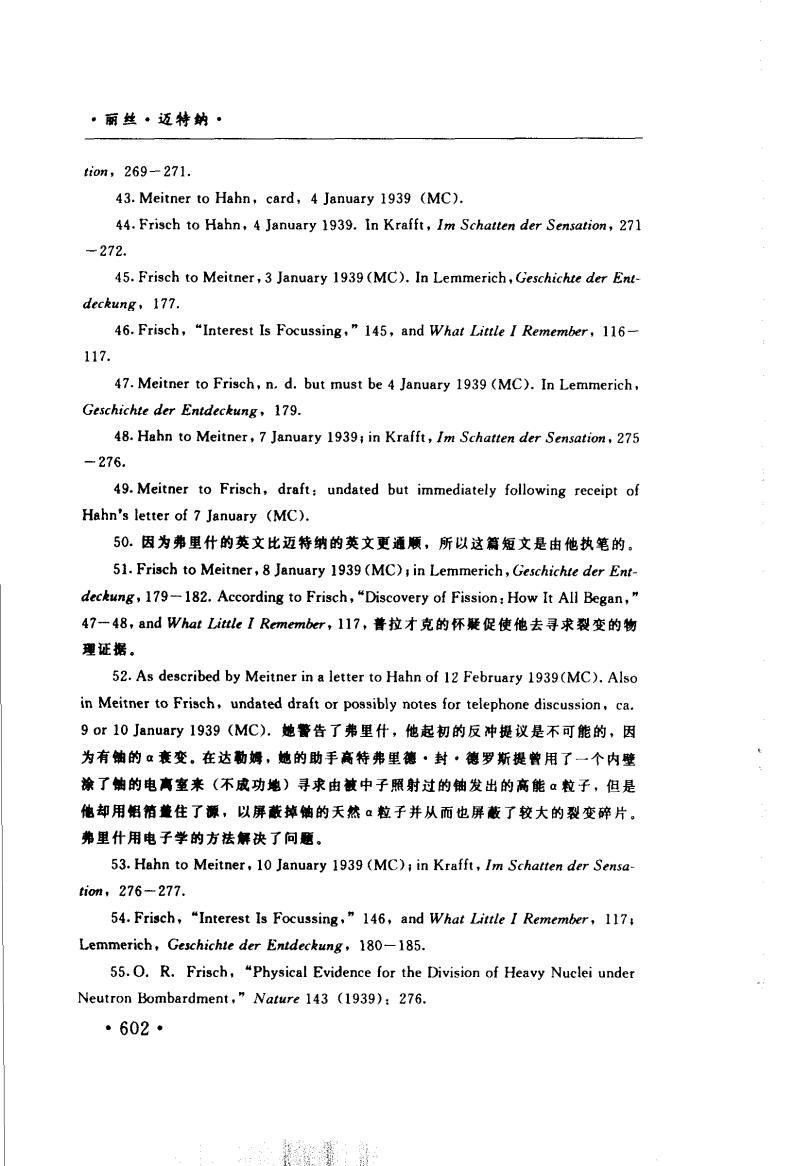 ·丽丝·迈特纳·
tion, 269—271.
43. Meitner to Hahn, card, 4 January 1939 (MC).
44. Frisch to Hahn, 4 January 1939. In Krafft, Im Schatten der Sensation, 271
—272.
45. Frisch to Meitner, 3 January 1939 (MC). In Lemmerich, Geschichte der Ent-
deckung, 177.
46. Frisch, “Interest Is Focussing,” 145, and What Little I Remember, 116—
117.
47. Meitner to Frisch, n. d. but must be 4 January 1939 (MC). In Lemmerich,
Geschichte der Entdeckung, 179.
48. Hahn to Meitner, 7 January 1939; in Krafft, Im Schatten der Sensation, 275
—276.
49. Meitner to Frisch, draft: undated but immediately following receipt of
Hahn's letter of 7 January (MC).
50. 因为弗里什的英文比迈特纳的英文更通顺，所以这篇短文是由他执笔的。
51. Frisch to Meitner, 8 January 1939 (MC); in Lemmerich, Geschichte der Ent-
deckung, 179—182. According to Frisch, “Discovery of Fission: How It All Began,”
47—48, and What Little I Remember, 117, 普拉才克的怀疑促使他去寻求裂变的物
理证据。
52. As described by Meitner in a letter to Hahn of 12 February 1939(MC). Also
in Meitner to Frisch, undated draft or possibly notes for telephone discussion, ca.
9 or 10 January 1939 (MC). 她警告了弗里什，他起初的反冲提议是不可能的，因
为有铀的α衰变。在达勒姆，她的助手高特弗里德·封·德罗斯提曾用了一个内壁
涂了铀的电离室来（不成功地）寻求由被中子照射过的铀发出的高能α粒子，但是
他却用铝箔盖住了源，以屏蔽掉铀的天然α粒子并从而也屏蔽了较大的裂变碎片。
弗里什用电子学的方法解决了问题。
53. Hahn to Meitner, 10 January 1939 (MC); in Krafft, Im Schatten der Sensa-
tion, 276—277.
54. Frisch, “Interest Is Focussing,” 146, and What Little I Remember, 117;
Lemmerich, Geschichte der Entdeckung, 180—185.
55. O. R. Frisch, “Physical Evidence for the Division of Heavy Nuclei under
Neutron Bombardment,” Nature 143 (1939): 276.
·602·